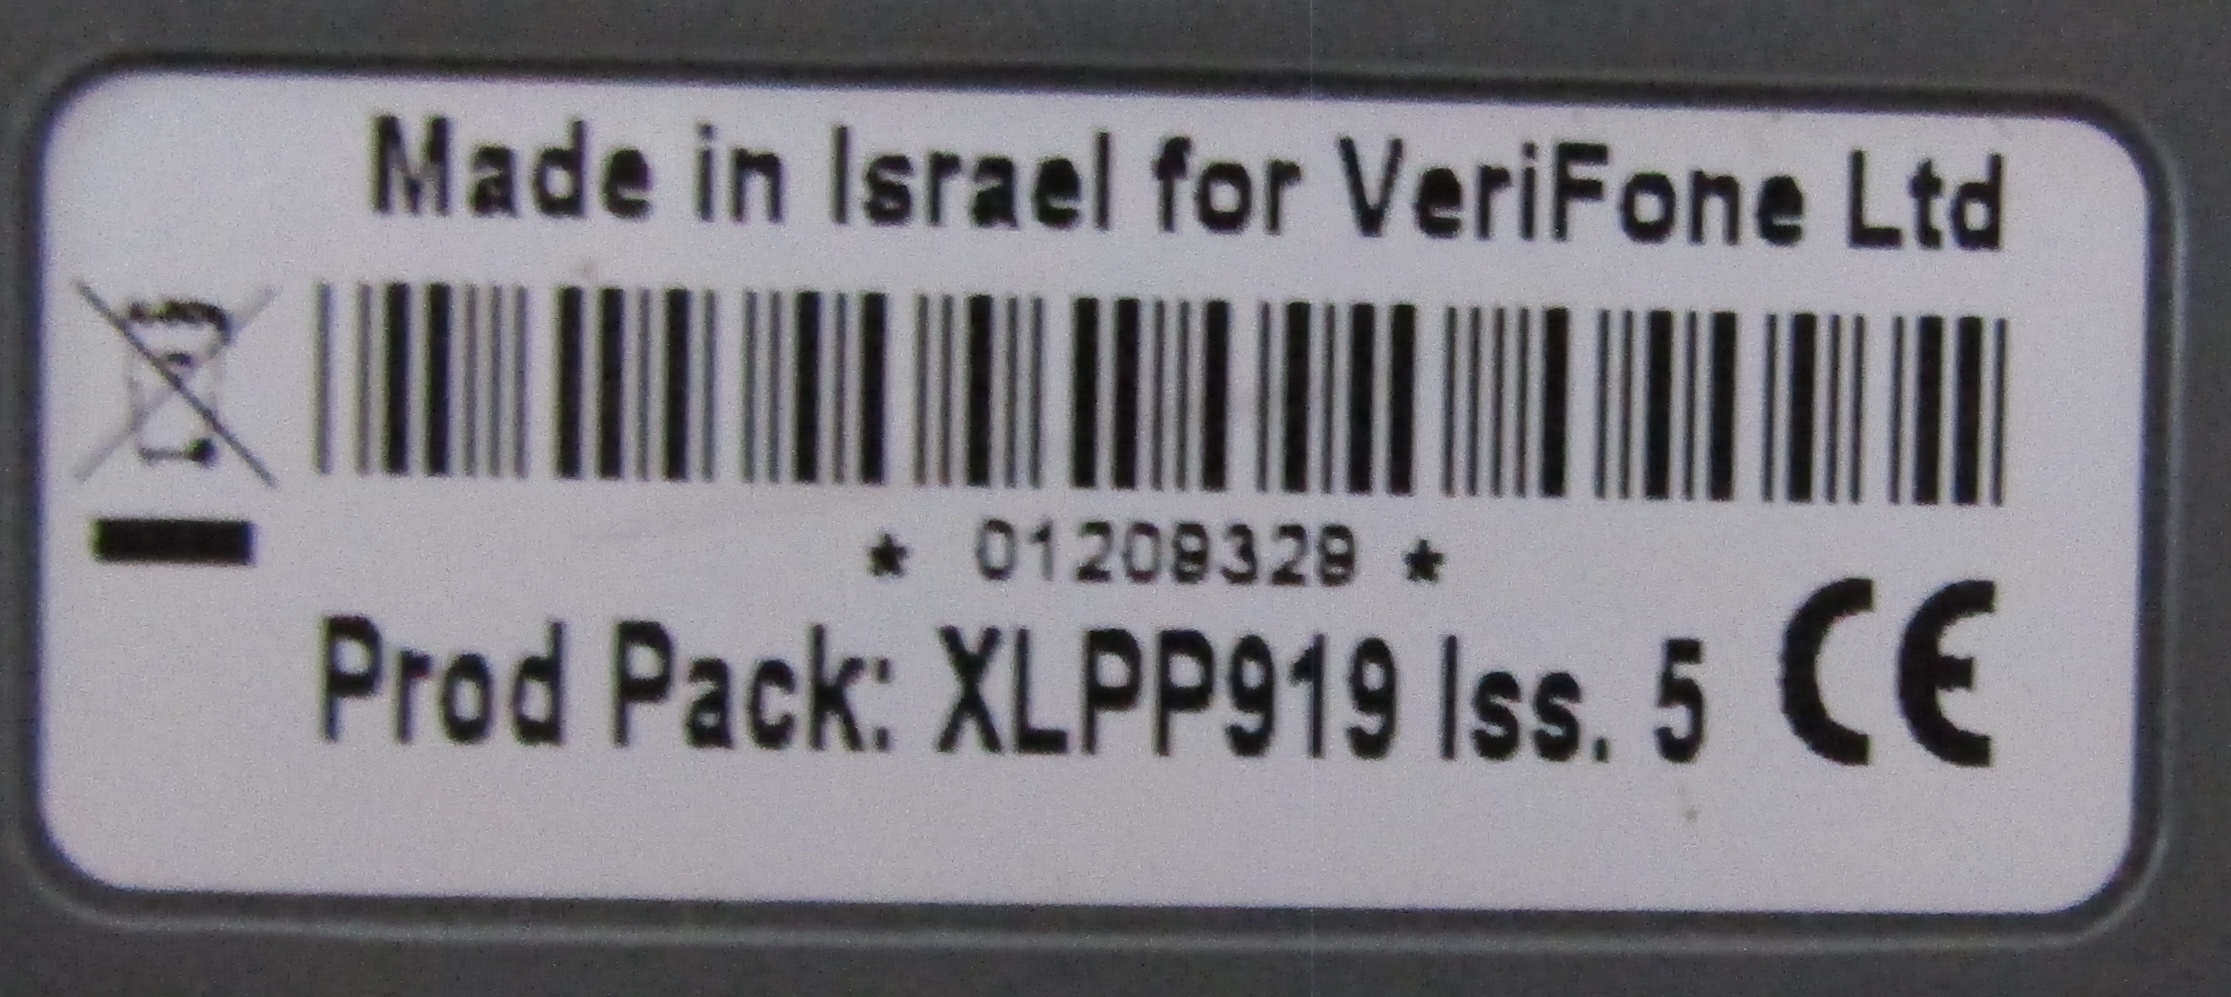 Made in Israel for VeriFone Ltd
* 01209329 *
Prod Pack: XLPP919 Iss. 5 CE